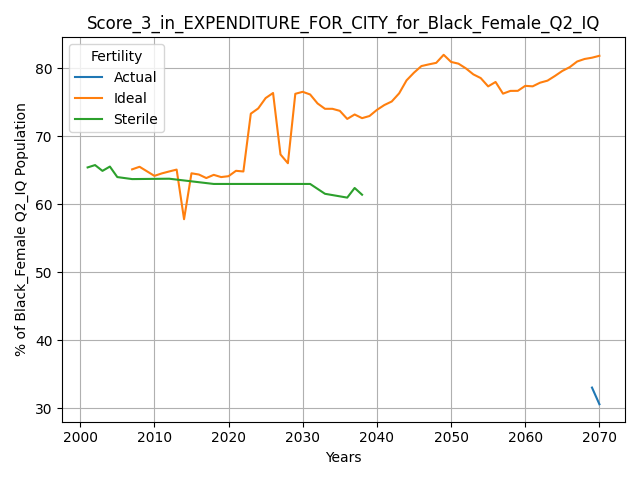 Score_3_in_EXPENDITURE_FOR_CITY_for_Black_Female_Q2_IQ
Fertility
Actual
Ideal
Sterile
% of Black_Female Q2_IQ Population
80
70
60
50
40
30
2000 2010 2020 2030 2040 2050 2060 2070
Years